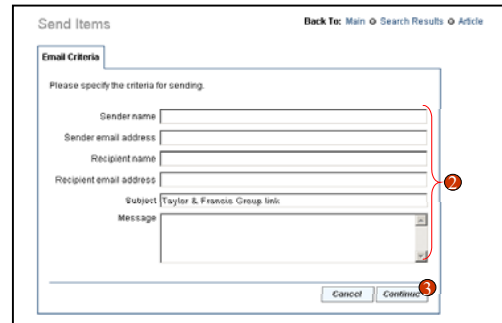 Send Items
Back To: Main Search Results Article
Email Criteria
Please specify the criteria for sending.
Sender name
Sender email address
Recipient name
Recipient email address
Subject Taylor & Francis Group link
Message
2
Cancel Continue 3